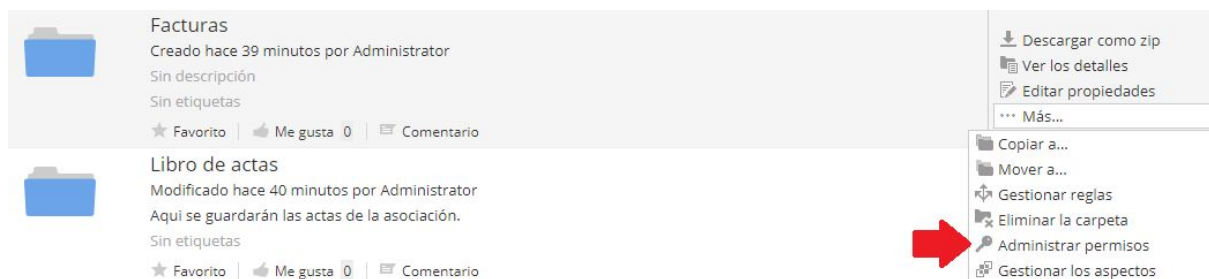 Facturas
Creado hace 39 minutos por Administrator
Sin descripción
Sin etiquetas
Favorito Me gusta 0 Comentario
Descargar como zip
Ver los detalles
Editar propiedades
Más...
Copiar a...
Mover a...
Gestionar reglas
Eliminar la carpeta
Administrar permisos
Gestionar los aspectos
Libro de actas
Modificado hace 40 minutos por Administrator
Aqui se guardarán las actas de la asociación.
Sin etiquetas
Favorito Me gusta 0 Comentario